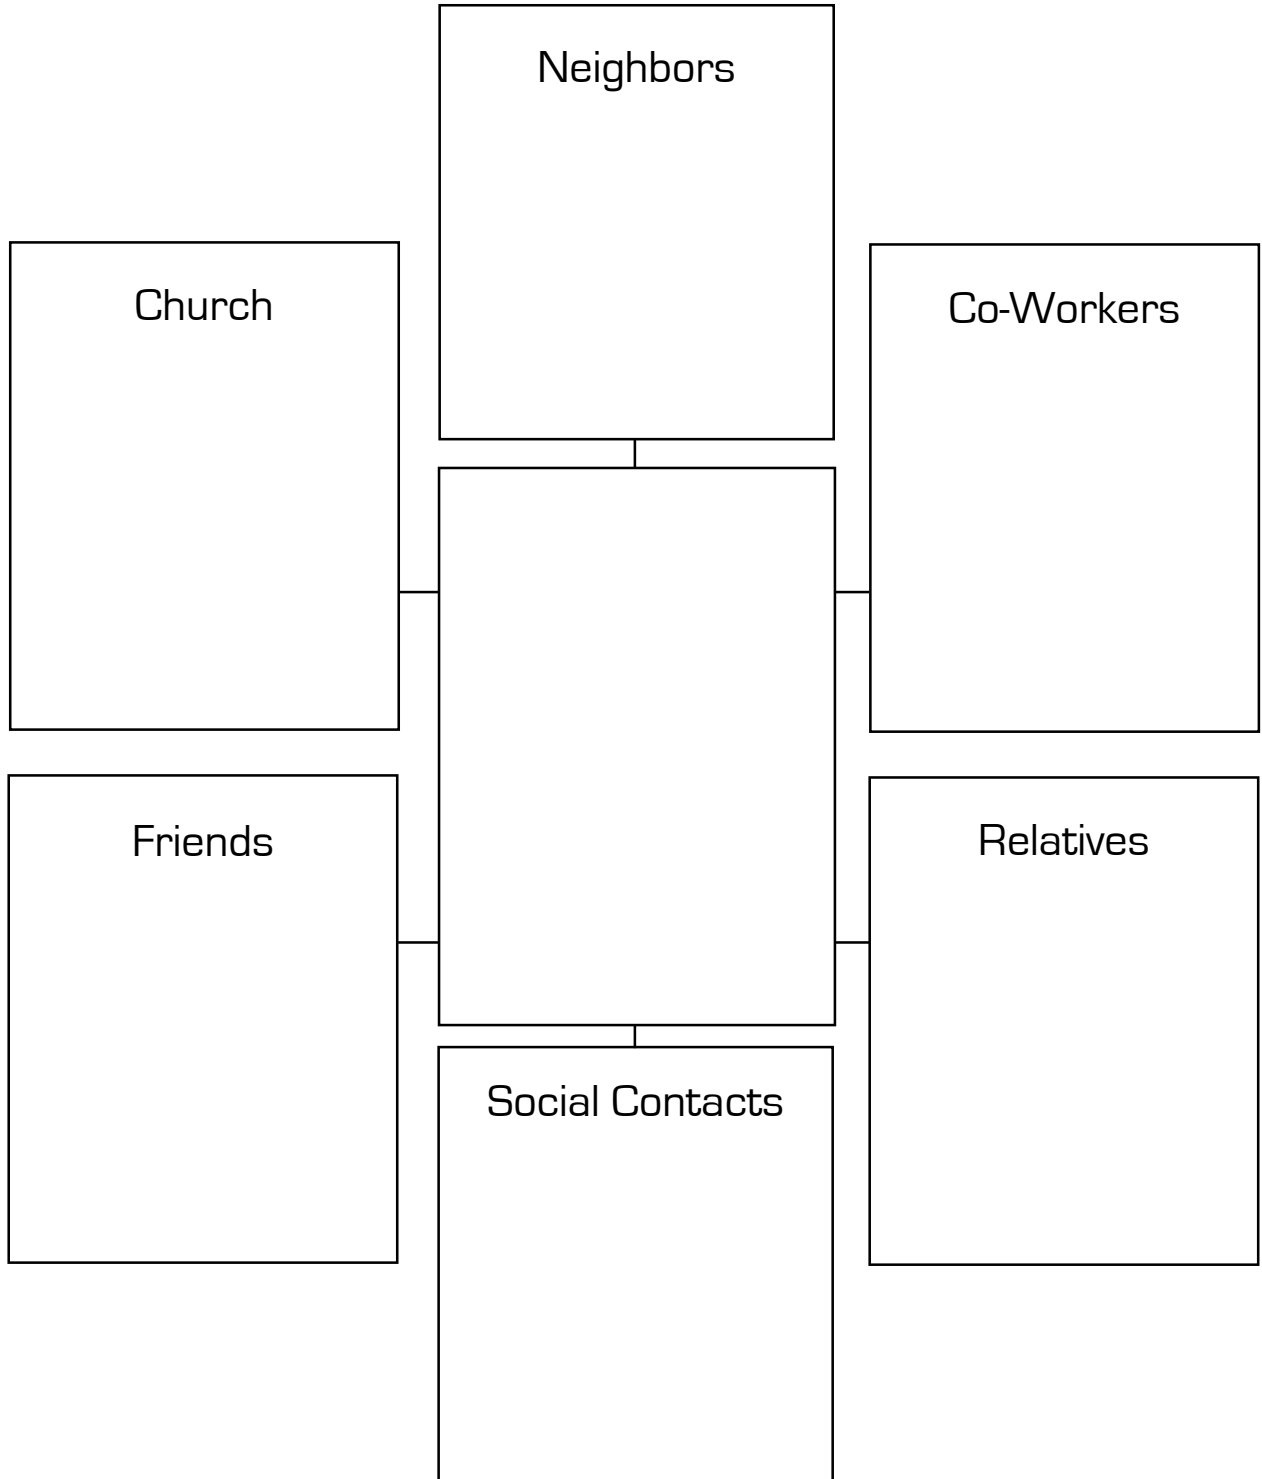 Neighbors
Church
Co-Workers
Friends
Relatives
Social Contacts